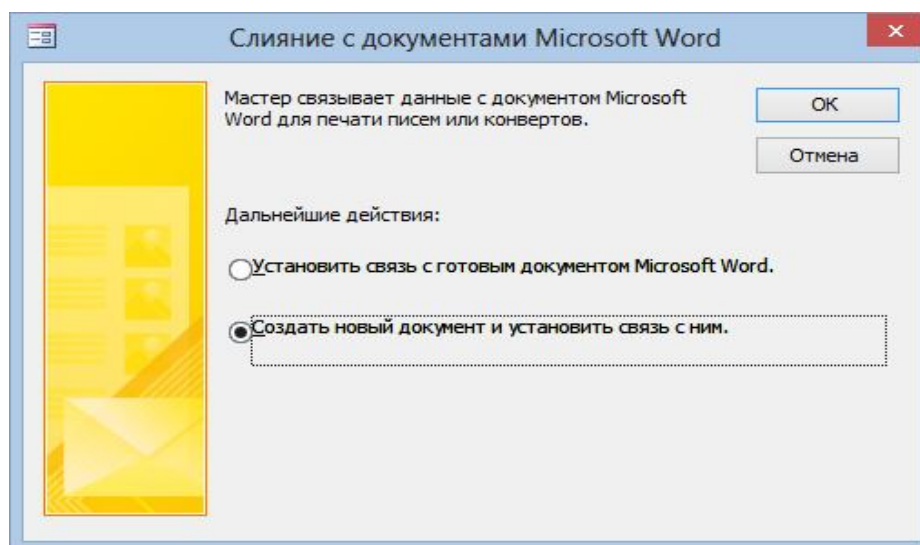 Слияние с документами Microsoft Word
Мастер связывает данные с документом Microsoft
Word для печати писем или конвертов.
ОК
Отмена
Дальнейшие действия:
Установить связь с готовым документом Microsoft Word.
Создать новый документ и установить связь с ним.